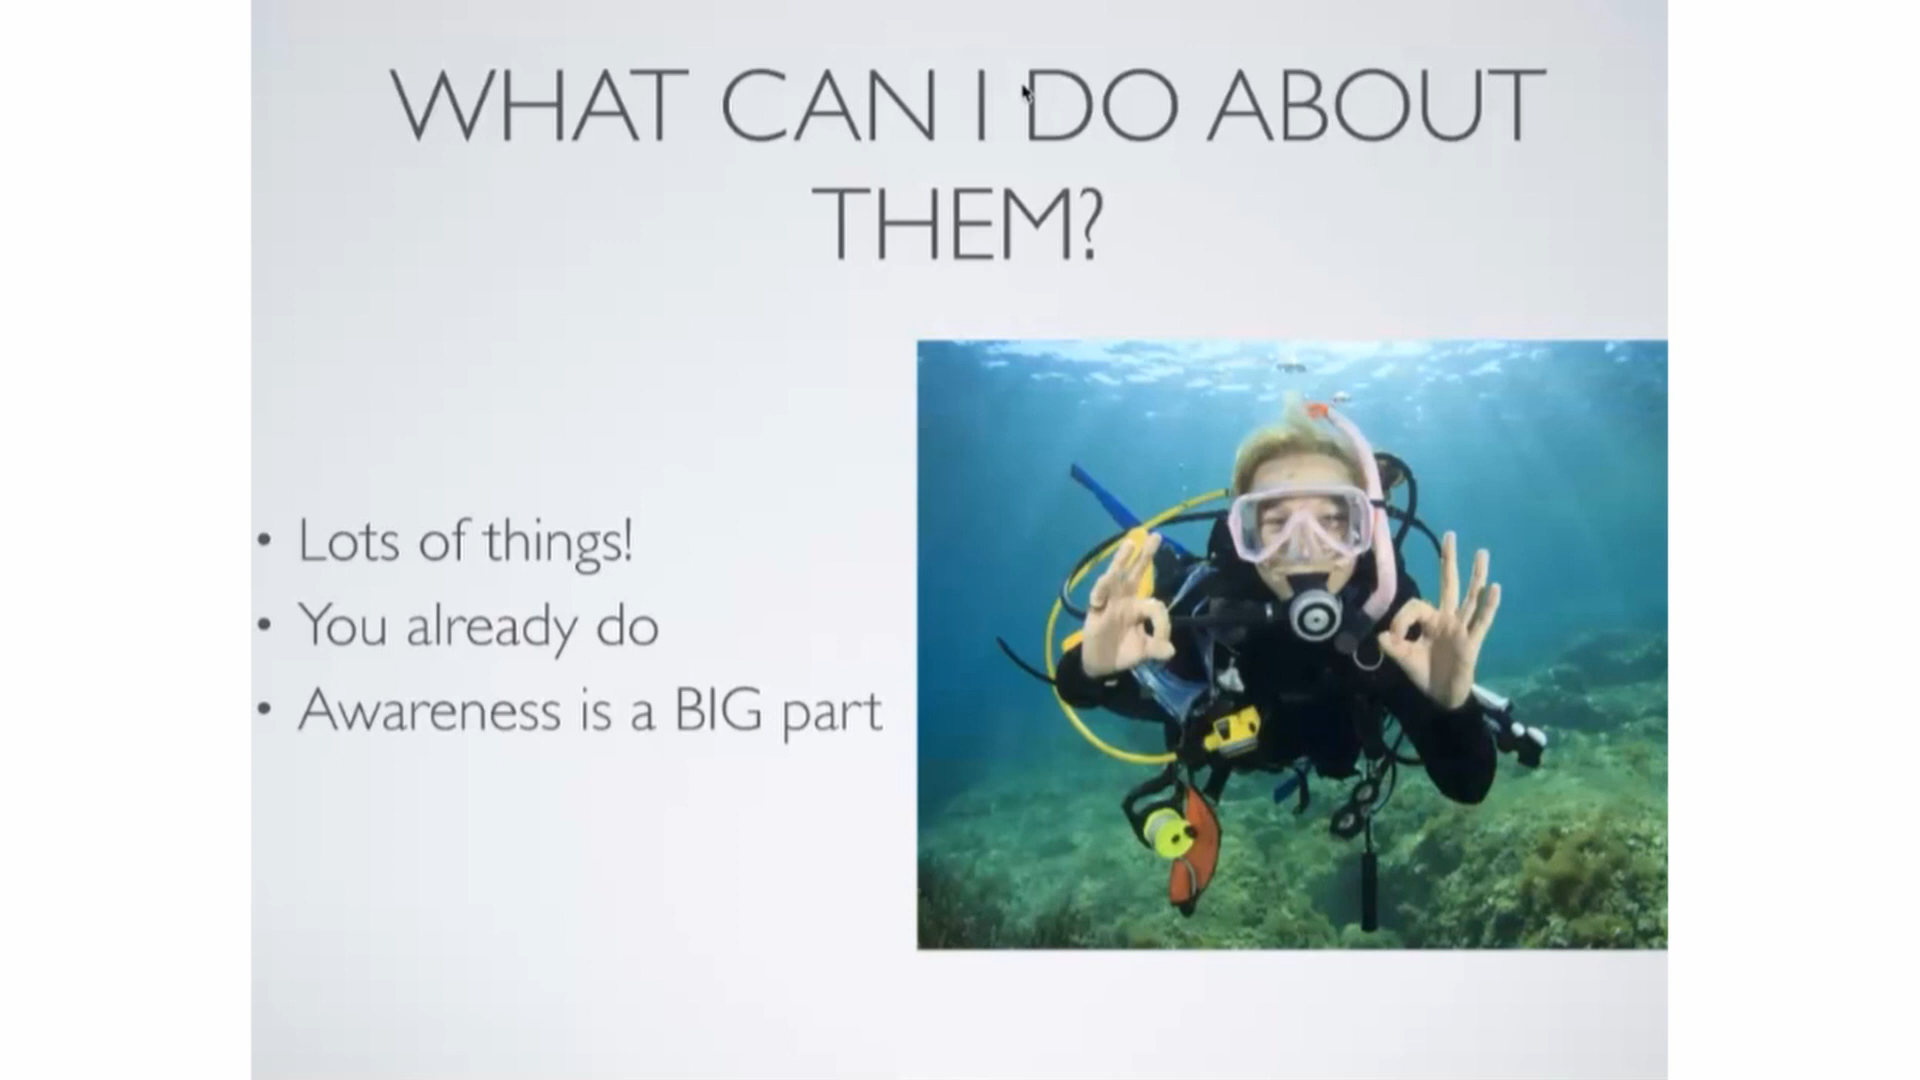 WHAT CAN I DO ABOUT
THEM?
• Lots of things!
• You already do
• Awareness is a BIG part